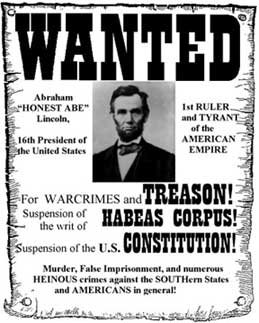 WANTED
Abraham
"HONEST ABE"
Lincoln,
16th President of
the United States
1st RULER
and TYRANT
of the
AMERICAN
EMPIRE
For WARCRIMES and TREASON!
Suspension of
the writ of HABEAS CORPUS!
Suspension of the U.S. CONSTITUTION!
Murder, False Imprisonment, and numerous
HEINOUS crimes against the SOUTHern States
and AMERICANS in general!